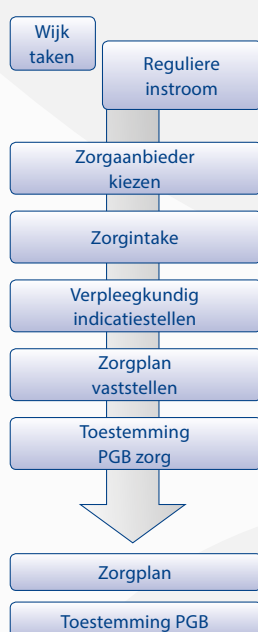 Wijk
taken
Reguliere
instroom
Zorgaanbieder
kiezen
Zorgintake
Verpleegkundig
indicatiestellen
Zorgplan
vaststellen
Toestemming
PGB zorg
Zorgplan
Toestemming PGB